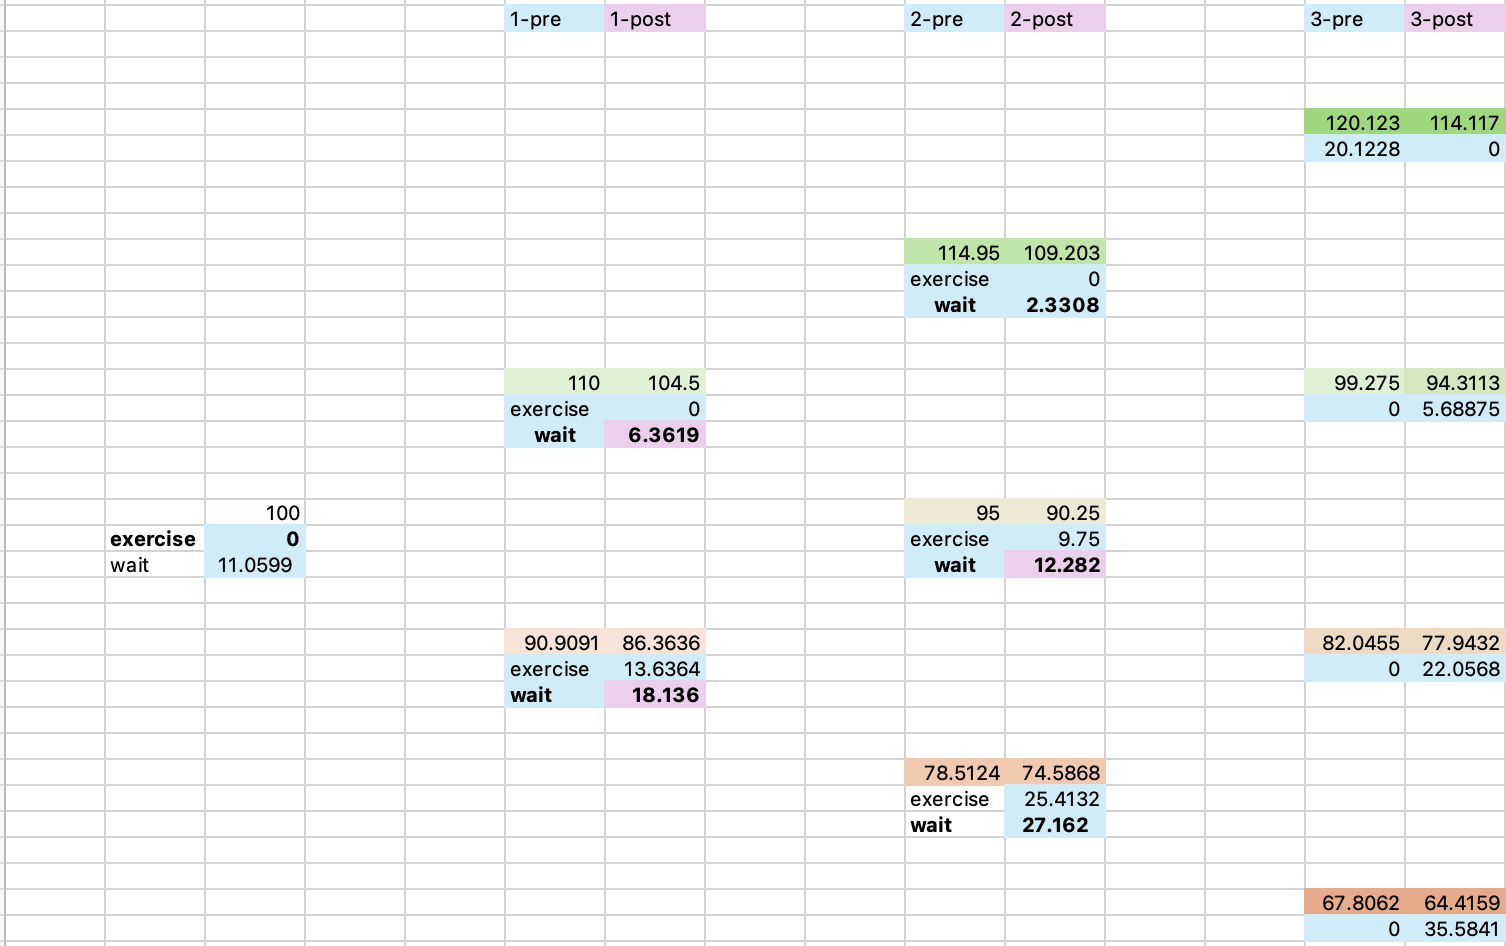 1-pre 1-post 2-pre 2-post 3-pre 3-post
120.123 114.117
20.1228 0
114.95 109.203
exercise 0
wait 2.3308
110 104.5 99.275 94.3113
exercise 0 0 5.68875
wait 6.3619
100 95 90.25
exercise 0 exercise 9.75
wait 11.0599 wait 12.282
90.9091 86.3636 82.0455 77.9432
exercise 13.6364 0 22.0568
wait 18.136
78.5124 74.5868
exercise 25.4132
wait 27.162
67.8062 64.4159
0 35.5841